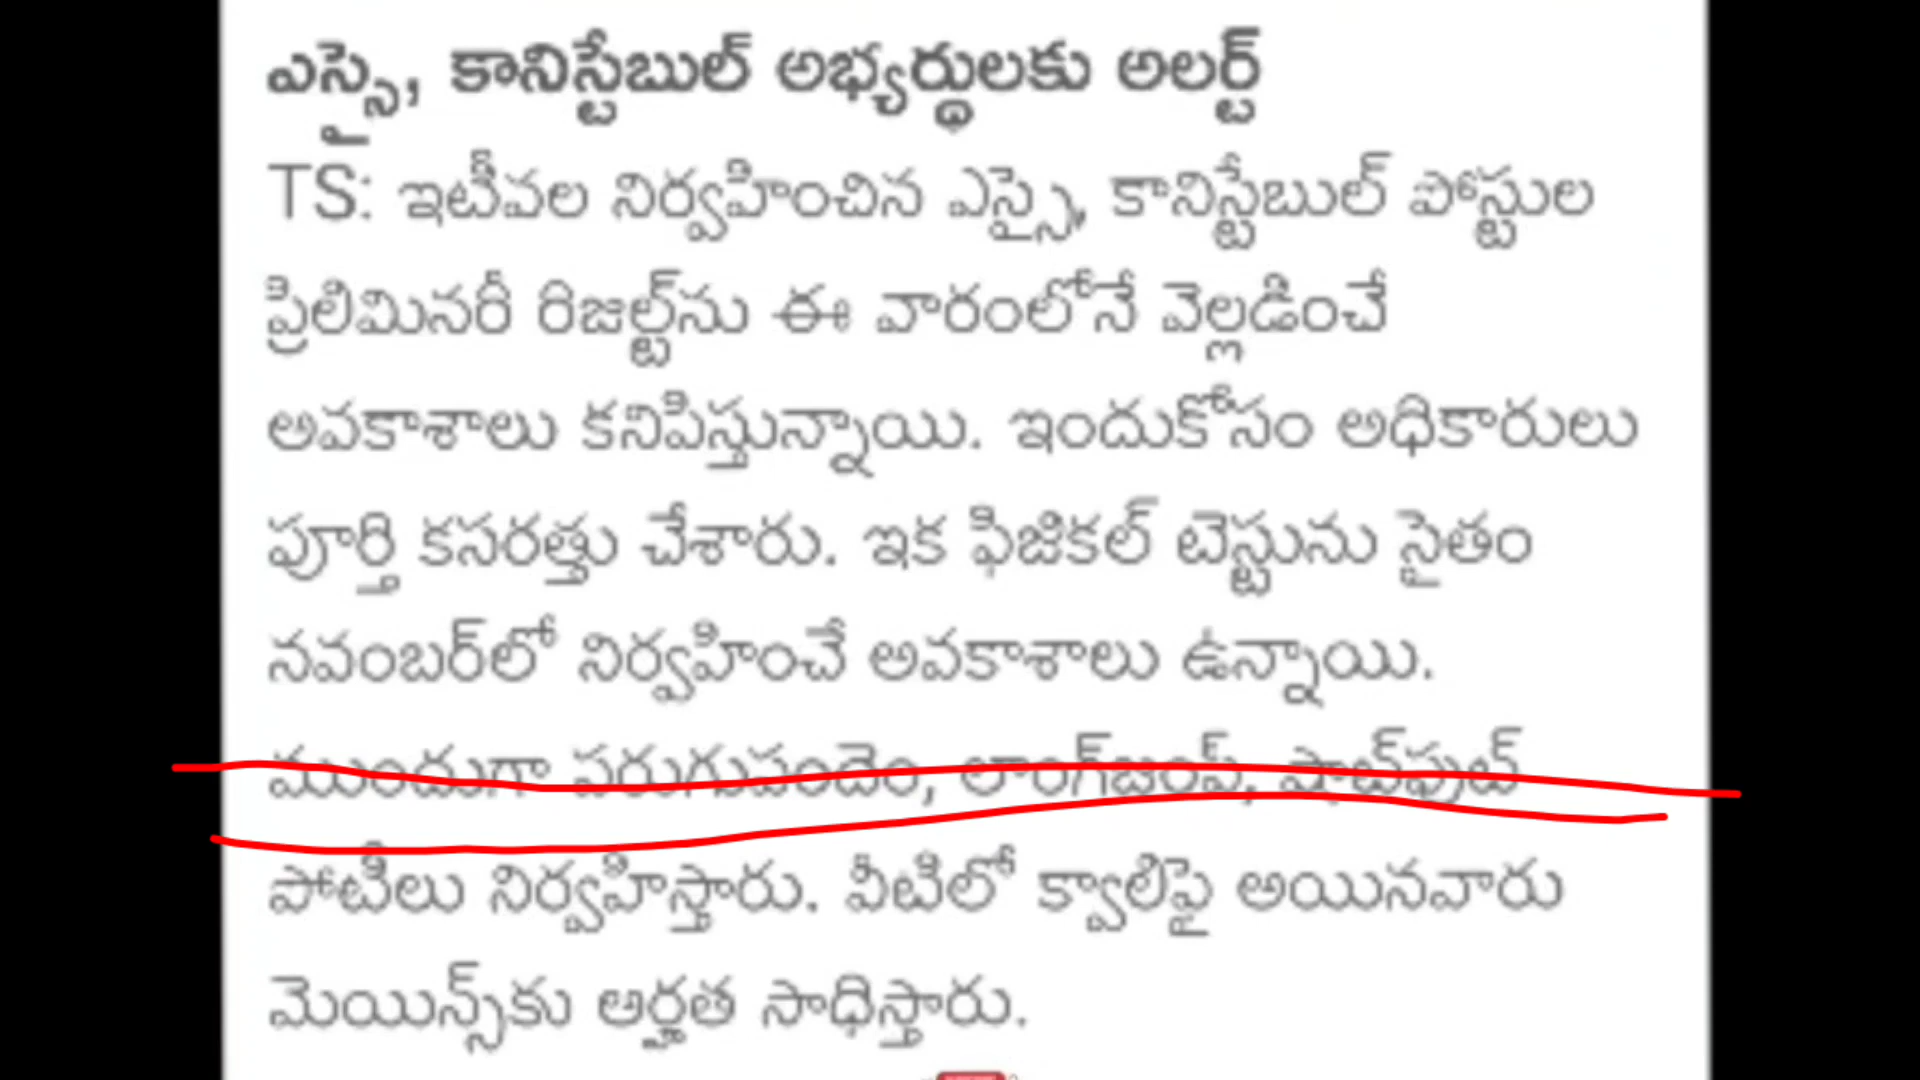 ఎస్సై, కానిస్టేబుల్ అభ్యర్థులకు అలర్ట్
TS: ఇటీవల నిర్వహించిన ఎస్సై, కానిస్టేబుల్ పోస్టుల
ప్రిలిమినరీ రిజల్ట్‌ను ఈ వారంలోనే వెల్లడించే
అవకాశాలు కనిపిస్తున్నాయి. ఇందుకోసం అధికారులు
పూర్తి కసరత్తు చేశారు. ఇక ఫిజికల్ టెస్టును సైతం
నవంబర్‌లో నిర్వహించే అవకాశాలు ఉన్నాయి.
ముందుగా పరుగుపందెం, లాంగ్‌జంప్, షాట్‌ఫుట్
పోటీలు నిర్వహిస్తారు. వీటిలో క్వాలిఫై అయినవారు
మెయిన్స్‌కు అర్హత సాధిస్తారు.